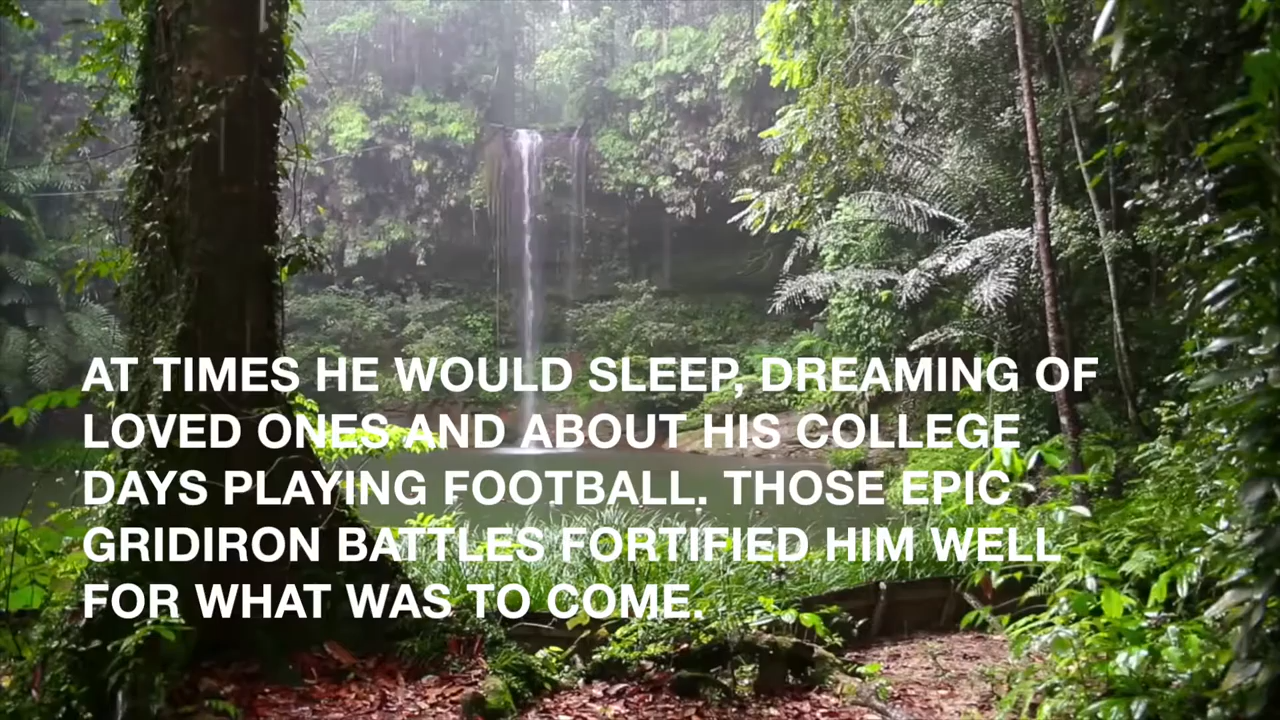 AT TIMES HE WOULD SLEEP, DREAMING OF
LOVED ONES AND ABOUT HIS COLLEGE
DAYS PLAYING FOOTBALL. THOSE EPIC
GRIDIRON BATTLES FORTIFIED HIM WELL
FOR WHAT WAS TO COME.